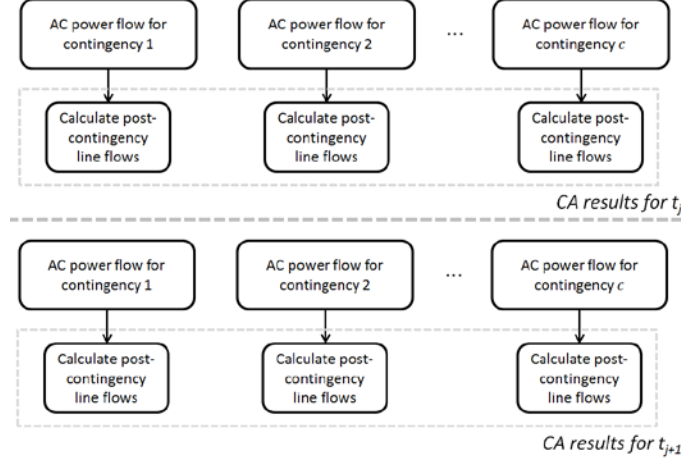 AC power flow for
contingency 1
AC power flow for
contingency 2
...
AC power flow for
contingency c
Calculate post-
contingency
line flows
Calculate post-
contingency
line flows
Calculate post-
contingency
line flows
CA results for tj
AC power flow for
contingency 1
AC power flow for
contingency 2
...
AC power flow for
contingency c
Calculate post-
contingency
line flows
Calculate post-
contingency
line flows
Calculate post-
contingency
line flows
CA results for tj+1